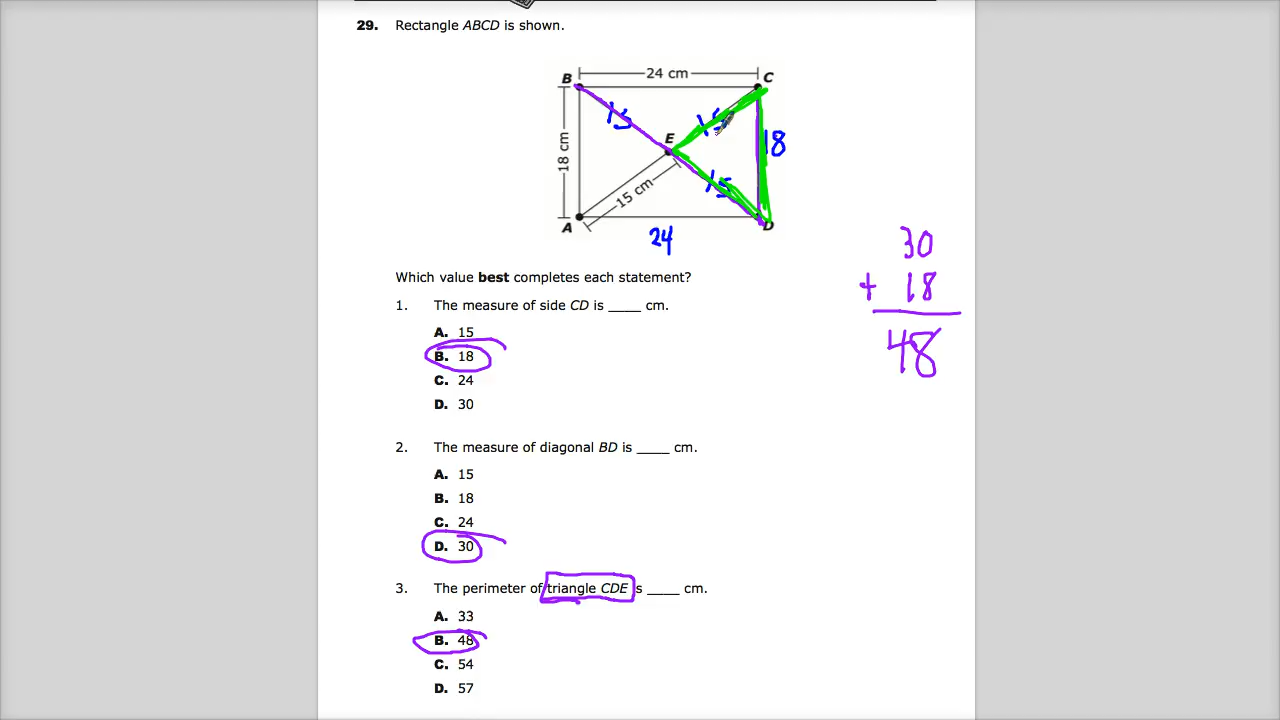 29. Rectangle ABCD is shown.
B 24 cm C
15 15
18 cm E 18
15 cm 15
A D
24
30
+ 18
48
Which value best completes each statement?
1. The measure of side CD is ____ cm.
A. 15
B. 18
C. 24
D. 30
2. The measure of diagonal BD is ____ cm.
A. 15
B. 18
C. 24
D. 30
3. The perimeter of triangle CDE is ____ cm.
A. 33
B. 48
C. 54
D. 57